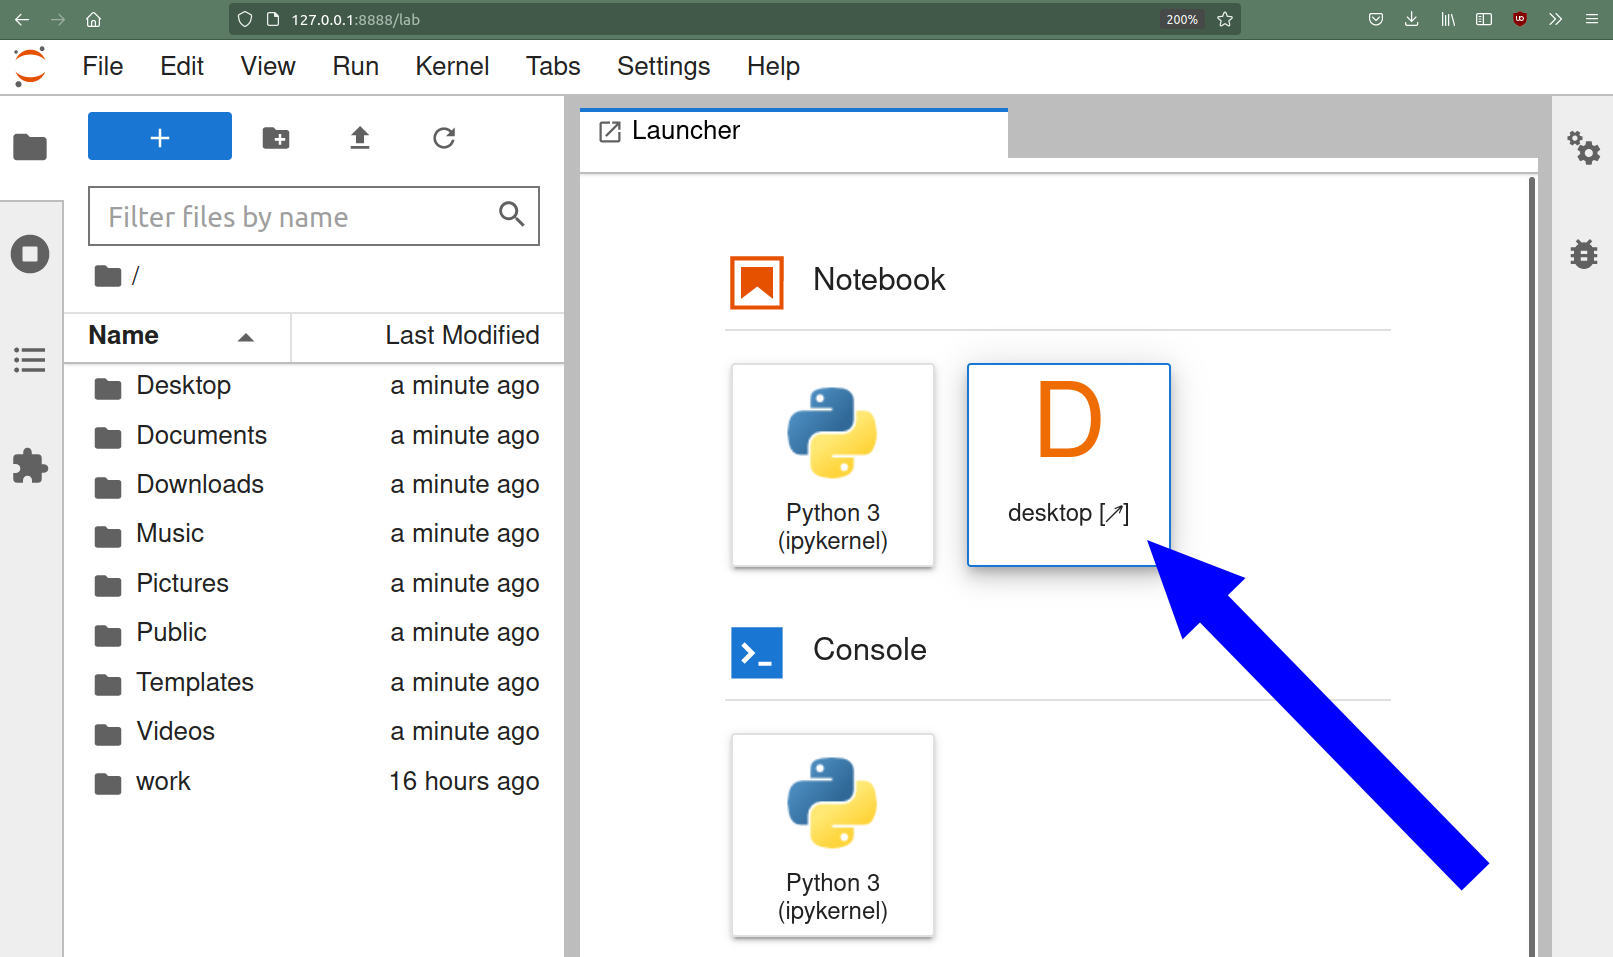 127.0.0.1:8888/lab
200%
File Edit View Run Kernel Tabs Settings Help
+
Launcher
Filter files by name
/
Name Last Modified
Desktop a minute ago
Documents a minute ago
Downloads a minute ago
Music a minute ago
Pictures a minute ago
Public a minute ago
Templates a minute ago
Videos a minute ago
work 16 hours ago
Notebook
Python 3
(ipykernel)
D
desktop [↗]
Console
Python 3
(ipykernel)